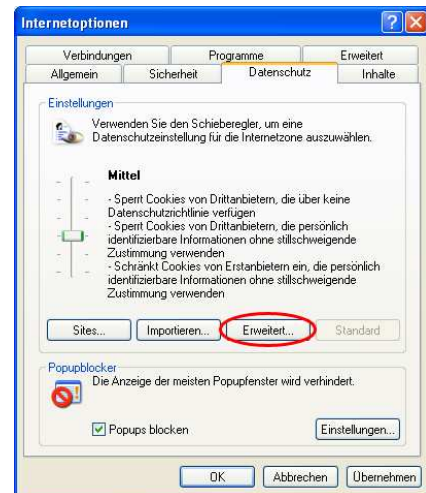 Internetoptionen
Verbindungen Programme Erweitert
Allgemein Sicherheit Datenschutz Inhalte
Einstellungen
Verwenden Sie den Schieberegler, um eine
Datenschutzeinstellung für die Internetzone auszuwählen.
Mittel
- Sperrt Cookies von Drittanbietern, die über keine
Datenschutzrichtlinie verfügen
- Sperrt Cookies von Drittanbietern, die persönlich
identifizierbare Informationen ohne stillschweigende
Zustimmung verwenden
- Schränkt Cookies von Erstanbietern ein, die persönlich
identifizierbare Informationen ohne stillschweigende
Zustimmung verwenden
Sites... Importieren... Erweitert... Standard
Popupblocker
Die Anzeige der meisten Popupfenster wird verhindert.
Popups blocken Einstellungen...
OK Abbrechen Übernehmen